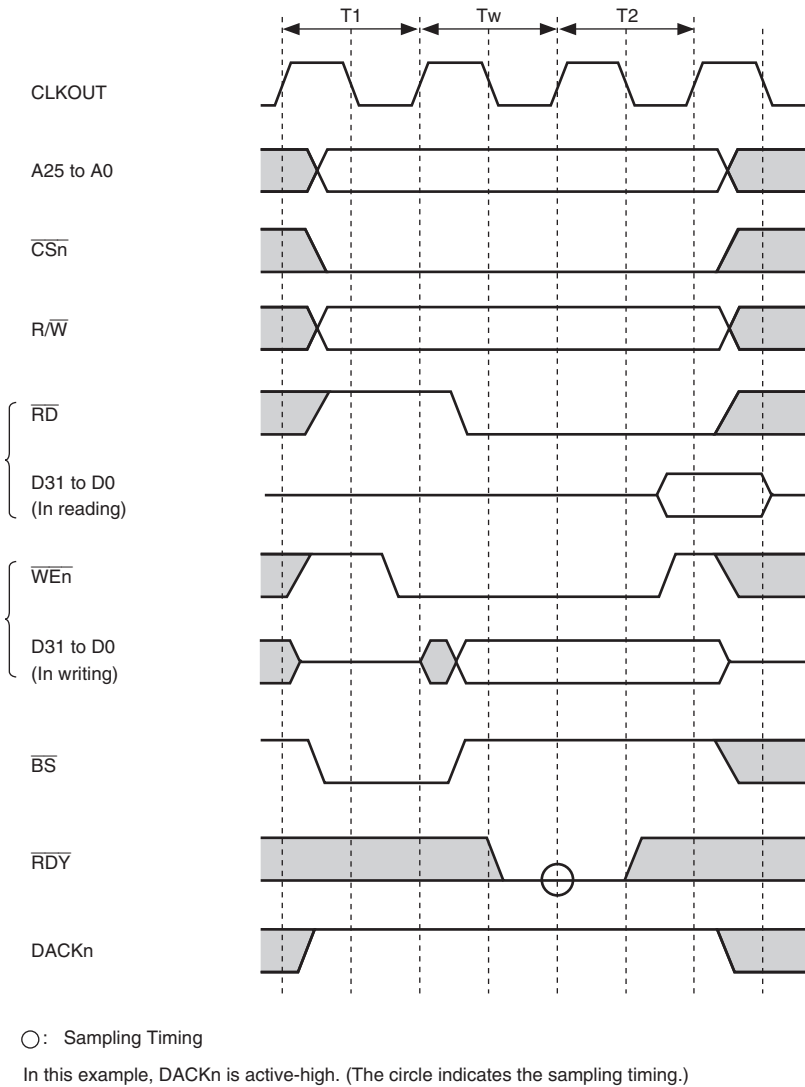 T1 Tw T2
CLKOUT
A25 to A0
CSn
R/W
RD
D31 to D0
(In reading)
WEn
D31 to D0
(In writing)
BS
RDY
DACKn
: Sampling Timing
In this example, DACKn is active-high. (The circle indicates the sampling timing.)